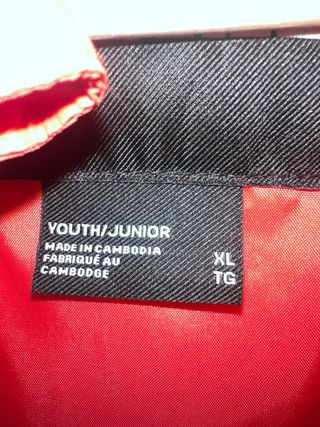 YOUTH/JUNIOR
MADE IN CAMBODIA
FABRIQUÉ AU
CAMBODGE
XL
TG